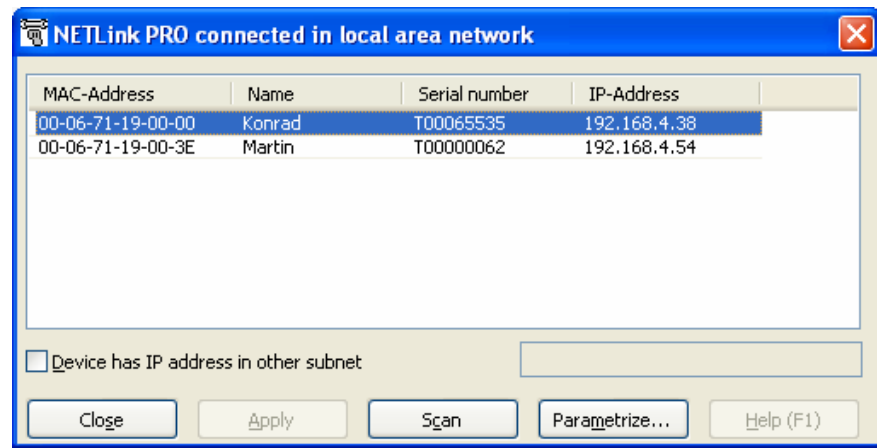 NETLink PRO connected in local area network
MAC-Address Name Serial number IP-Address
00-06-71-19-00-00 Konrad T00065535 192.168.4.38
00-06-71-19-00-3E Martin T00000062 192.168.4.54
Device has IP address in other subnet
Close Apply Scan Parametrize... Help (F1)